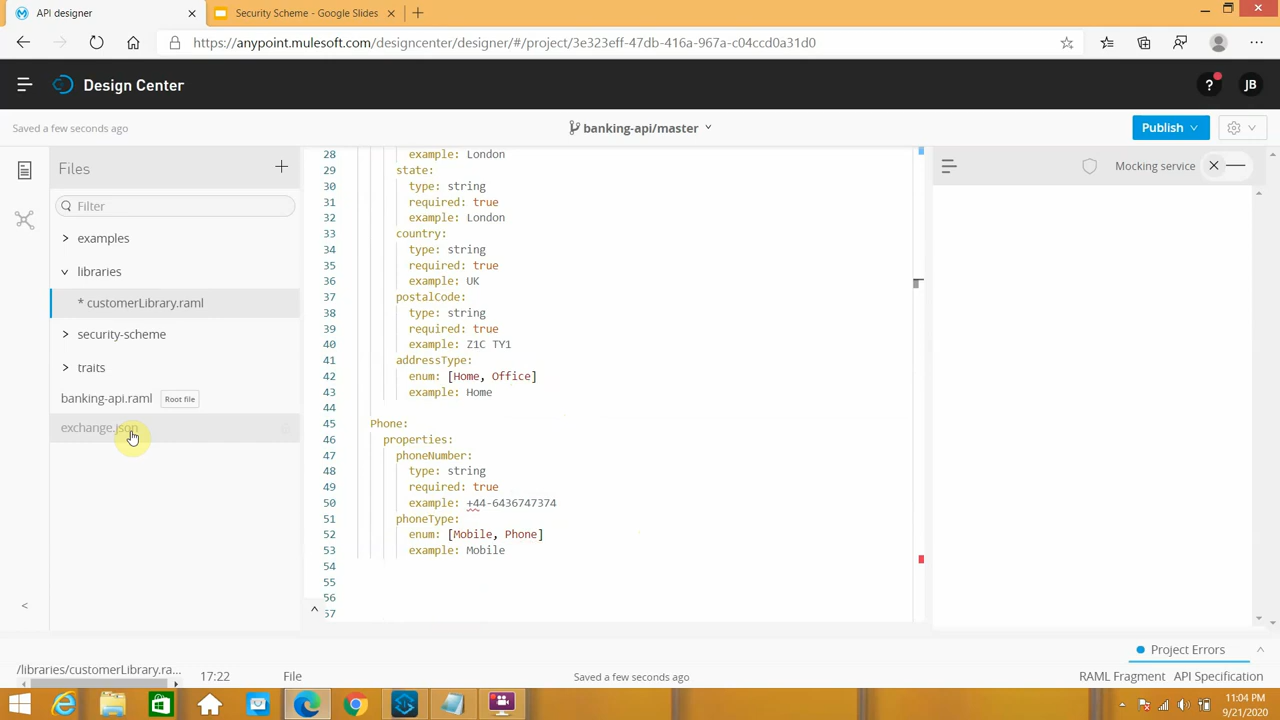 API designer
Security Scheme - Google Slides
https://anypoint.mulesoft.com/designcenter/designer/#/project/3e323eff-47db-416a-967a-c04ccd0a31d0
Design Center
?
JB
Saved a few seconds ago
banking-api/master
Publish
Files
Filter
examples
libraries
* customerLibrary.raml
security-scheme
traits
banking-api.raml Root file
exchange.json
28 example: London
29 state:
30 type: string
31 required: true
32 example: London
33 country:
34 type: string
35 required: true
36 example: UK
37 postalCode:
38 type: string
39 required: true
40 example: Z1C TY1
41 addressType:
42 enum: [Home, Office]
43 example: Home
44
45 Phone:
46 properties:
47 phoneNumber:
48 type: string
49 required: true
50 example: +44-6436747374
51 phoneType:
52 enum: [Mobile, Phone]
53 example: Mobile
54
55
56
57
Mocking service
Project Errors
/libraries/customerLibrary.ra...
17:22
File
Saved a few seconds ago
RAML Fragment
API Specification
11:04 PM
9/21/2020